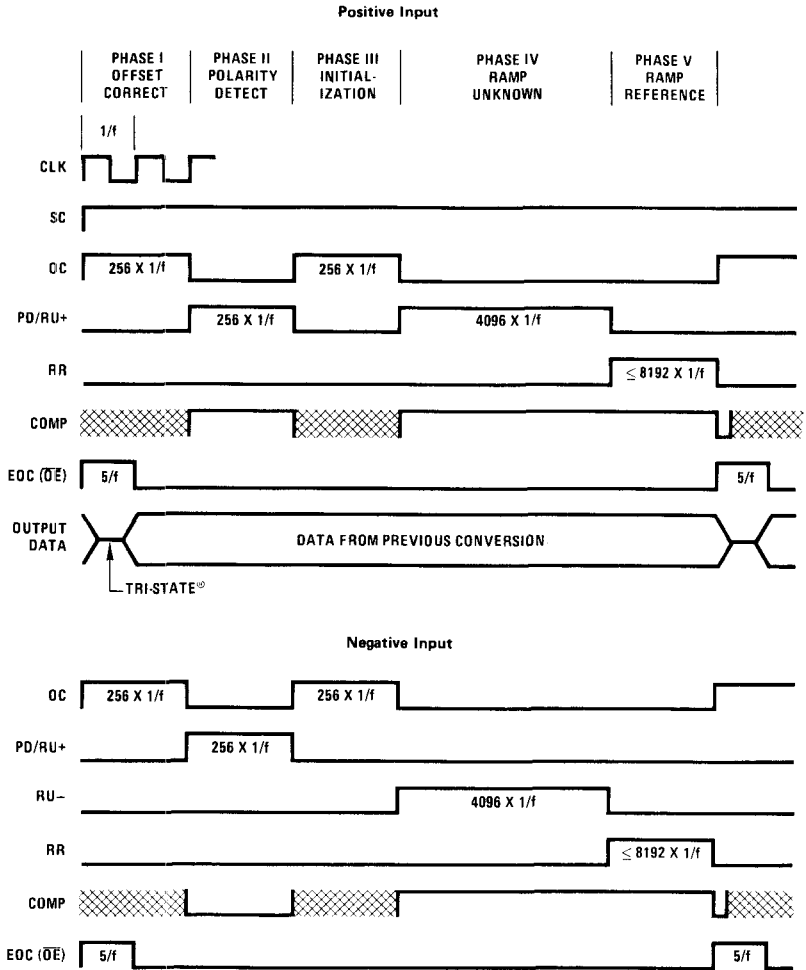 Positive Input
PHASE I
OFFSET
CORRECT
PHASE II
POLARITY
DETECT
PHASE III
INITIAL-
IZATION
PHASE IV
RAMP
UNKNOWN
PHASE V
RAMP
REFERENCE
1/f
CLK
SC
OC
256 X 1/f
256 X 1/f
PD/RU+
256 X 1/f
4096 X 1/f
RR
≤ 8192 X 1/f
COMP
EOC (O̅E̅)
5/f
5/f
OUTPUT
DATA
DATA FROM PREVIOUS CONVERSION
TRI-STATE®
Negative Input
OC
256 X 1/f
256 X 1/f
PD/RU+
256 X 1/f
RU−
4096 X 1/f
RR
≤ 8192 X 1/f
COMP
EOC (O̅E̅)
5/f
5/f